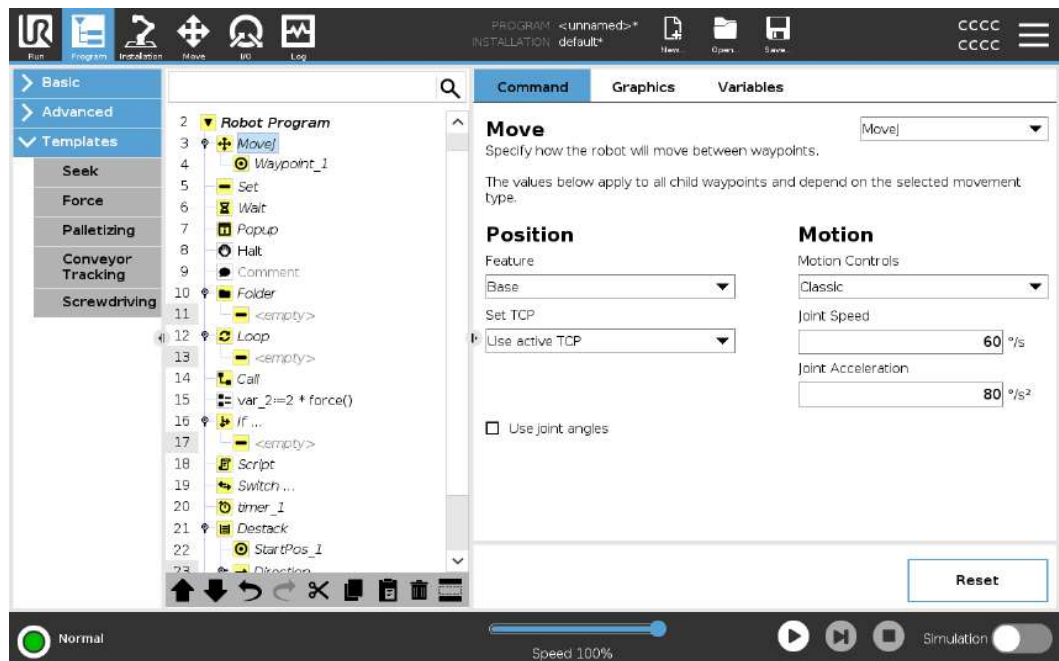 PROGRAM <unnamed>*
INSTALLATION default*
CCCC
CCCC
UR
Run
Program
Installation
Move
I/O
Log
New...
Open...
Save...
Basic
Advanced
Templates
Seek
Force
Palletizing
Conveyor
Tracking
Screwdriving
2 Robot Program
3 MoveJ
4 Waypoint_1
5 Set
6 Wait
7 Popup
8 Halt
9 Comment
10 Folder
11 <empty>
12 Loop
13 <empty>
14 Call
15 var_2:=2 * force()
16 If ...
17 <empty>
18 Script
19 Switch ...
20 timer_1
21 Destack
22 StartPos_1
23 Direction
Command
Graphics
Variables
Move
MoveJ
Specify how the robot will move between waypoints.
The values below apply to all child waypoints and depend on the selected movement
type.
Position
Feature
Base
Set TCP
Use active TCP
Use joint angles
Motion
Motion Controls
Classic
Joint Speed
60 °/s
Joint Acceleration
80 °/s²
Reset
Normal
Speed 100%
Simulation